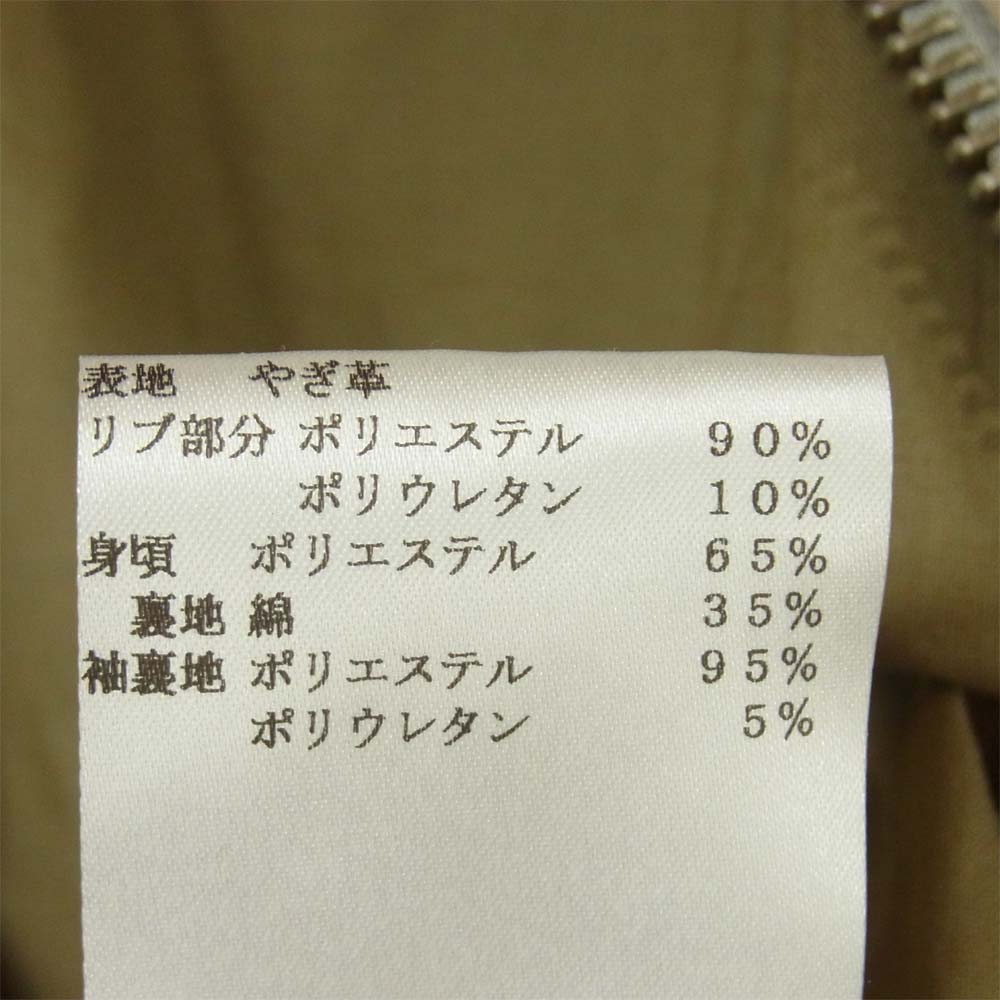 表地　やぎ革
リブ部分 ポリエステル 90%
ポリウレタン 10%
身頃 ポリエステル 65%
裏地 綿 35%
袖裏地 ポリエステル 95%
ポリウレタン 5%